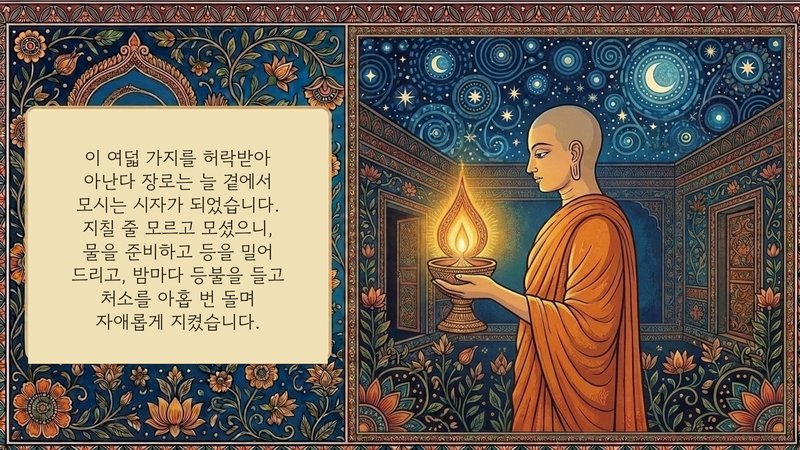 이 여덟 가지를 허락받아
아난다 장로는 늘 곁에서
모시는 시자가 되었습니다.
지칠 줄 모르고 모셨으니,
물을 준비하고 등을 밀어
드리고, 밤마다 등불을 들고
처소를 아홉 번 돌며
자애롭게 지켰습니다.